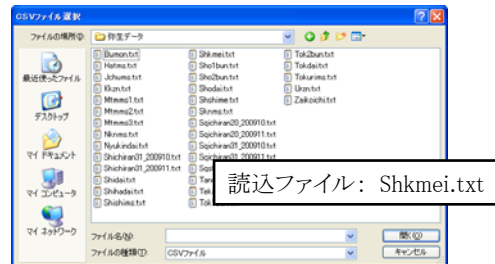 CSVファイル選択
ファイルの場所(I):
弥生データ
最近使ったファイル
デスクトップ
マイ ドキュメント
マイ コンピュータ
マイ ネットワーク
Bumon.txt
Hatms.txt
Jchums.txt
Kkzn.txt
Mtmms1.txt
Mtmms2.txt
Mtmms3.txt
Nknms.txt
Nyukindai.txt
Shichiran31_200910.txt
Shichiran31_200911.txt
Shidai.txt
Shihadai.txt
Shishime.txt
Shkmei.txt
Sho1bun.txt
Sho2bun.txt
Shodai.txt
Shohime.txt
Sknms.txt
Sqichiran20_200910.txt
Sqichiran20_200911.txt
Sqichiran31_200910.txt
Sqichiran31_200911.txt
Tok2bun.txt
Tokdai.txt
Tokurims.txt
Urzn.txt
Zaikoichi.txt
読込ファイル: Shkmei.txt
ファイル名(N):
開く(O)
ファイルの種類(T):
CSVファイル
キャンセル